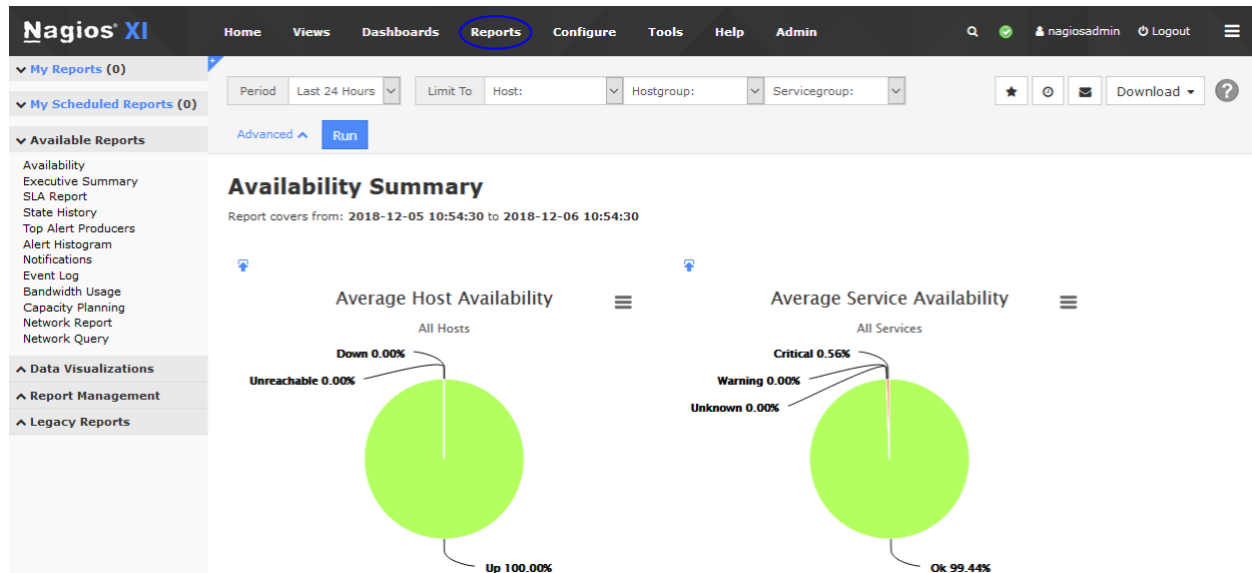 Nagios® XI
Home Views Dashboards Reports Configure Tools Help Admin nagiosadmin Logout
My Reports (0)
My Scheduled Reports (0)
Available Reports
Availability
Executive Summary
SLA Report
State History
Top Alert Producers
Alert Histogram
Notifications
Event Log
Bandwidth Usage
Capacity Planning
Network Report
Network Query
Data Visualizations
Report Management
Legacy Reports
Period Last 24 Hours Limit To Host: Hostgroup: Servicegroup: Download ?
Advanced Run
Availability Summary
Report covers from: 2018-12-05 10:54:30 to 2018-12-06 10:54:30
Average Host Availability
All Hosts
Down 0.00%
Unreachable 0.00%
Up 100.00%
Average Service Availability
All Services
Critical 0.56%
Warning 0.00%
Unknown 0.00%
Ok 99.44%